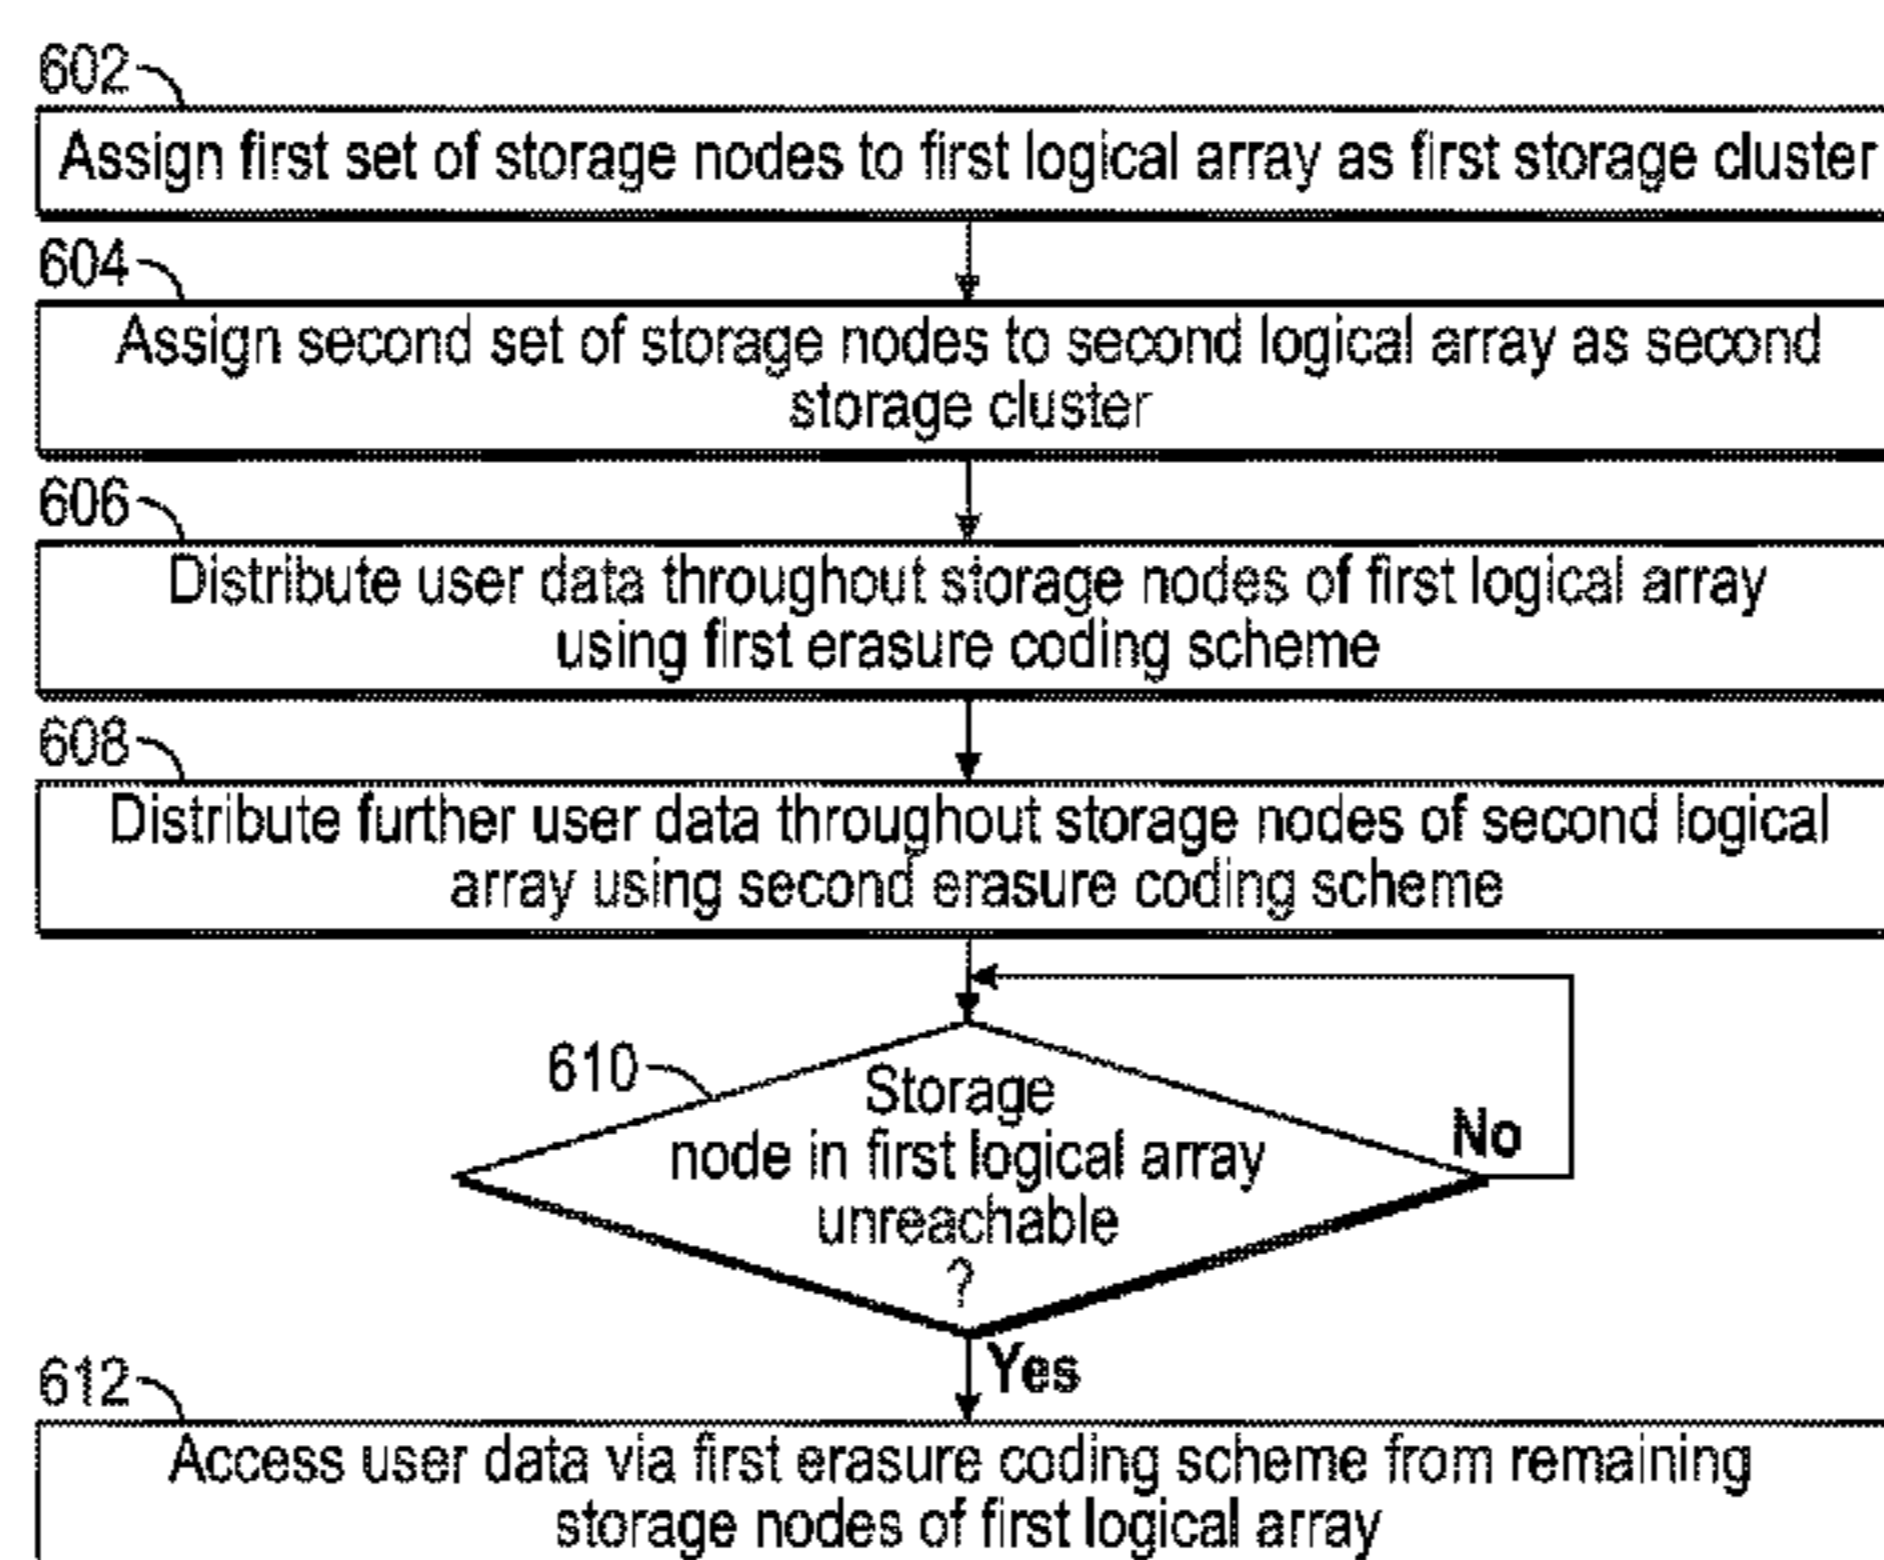 602
Assign first set of storage nodes to first logical array as first storage cluster
604
Assign second set of storage nodes to second logical array as second
storage cluster
606
Distribute user data throughout storage nodes of first logical array
using first erasure coding scheme
608
Distribute further user data throughout storage nodes of second logical
array using second erasure coding scheme
610
Storage
node in first logical array
unreachable
?
No
Yes
612
Access user data via first erasure coding scheme from remaining
storage nodes of first logical array